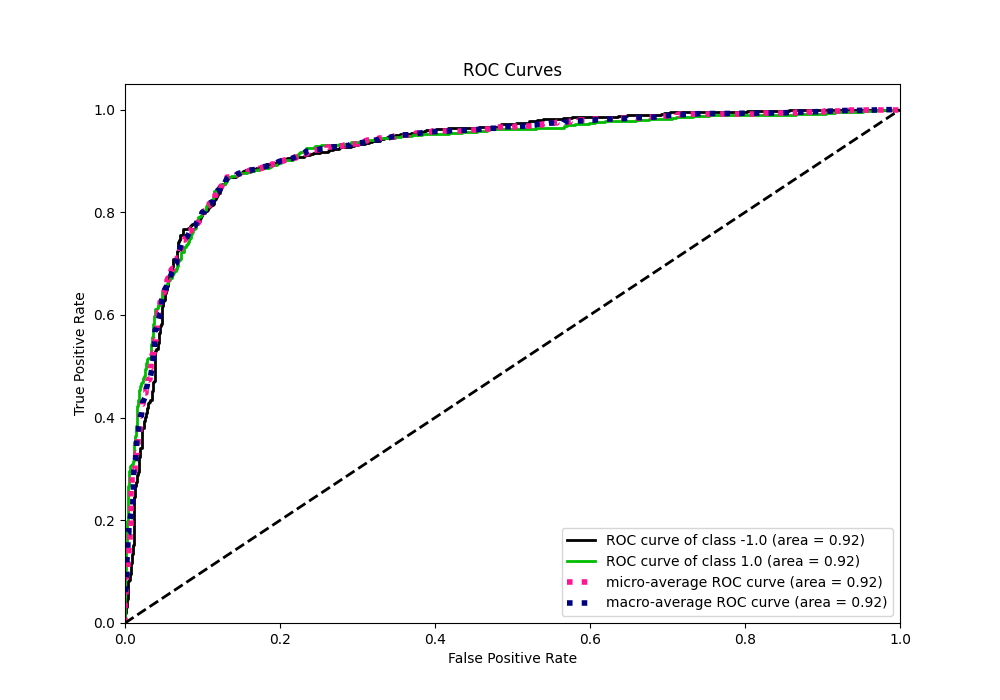 ROC Curves
True Positive Rate
1.0
0.8
0.6
0.4
0.2
0.0
0.0 0.2 0.4 0.6 0.8 1.0
False Positive Rate
ROC curve of class -1.0 (area = 0.92)
ROC curve of class 1.0 (area = 0.92)
micro-average ROC curve (area = 0.92)
macro-average ROC curve (area = 0.92)